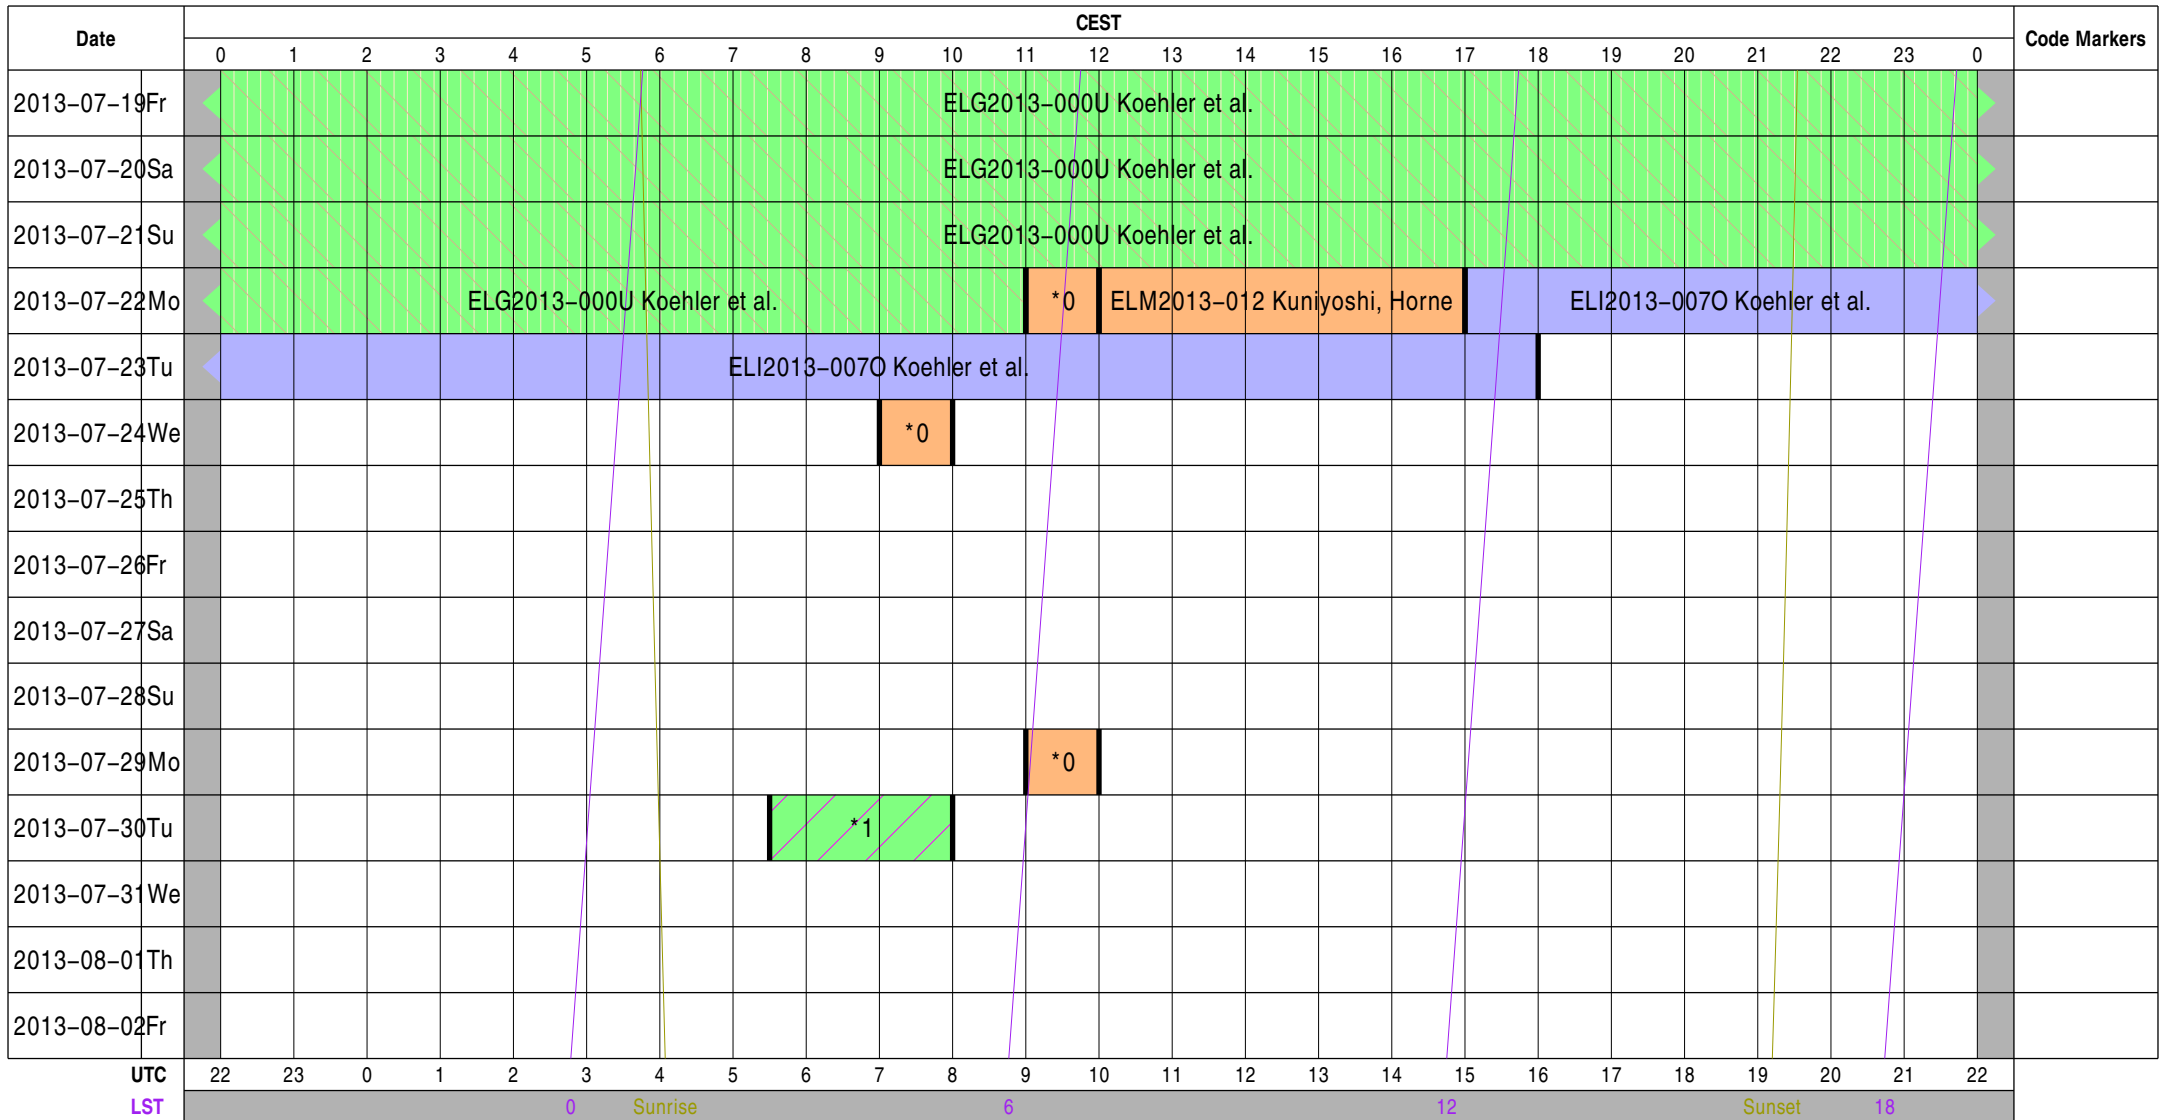 Date CEST Code Markers
0 1 2 3 4 5 6 7 8 9 10 11 12 13 14 15 16 17 18 19 20 21 22 23 0
2013-07-19Fr ELG2013-000U Koehler et al.
2013-07-20Sa ELG2013-000U Koehler et al.
2013-07-21Su ELG2013-000U Koehler et al.
2013-07-22Mo ELG2013-000U Koehler et al. *0 ELM2013-012 Kuniyoshi, Horne ELI2013-007O Koehler et al.
2013-07-23Tu ELI2013-007O Koehler et al.
2013-07-24We *0
2013-07-25Th
2013-07-26Fr
2013-07-27Sa
2013-07-28Su
2013-07-29Mo *0
2013-07-30Tu *1
2013-07-31We
2013-08-01Th
2013-08-02Fr
UTC 22 23 0 1 2 3 4 5 6 7 8 9 10 11 12 13 14 15 16 17 18 19 20 21 22
LST 0 Sunrise 6 12 Sunset 18